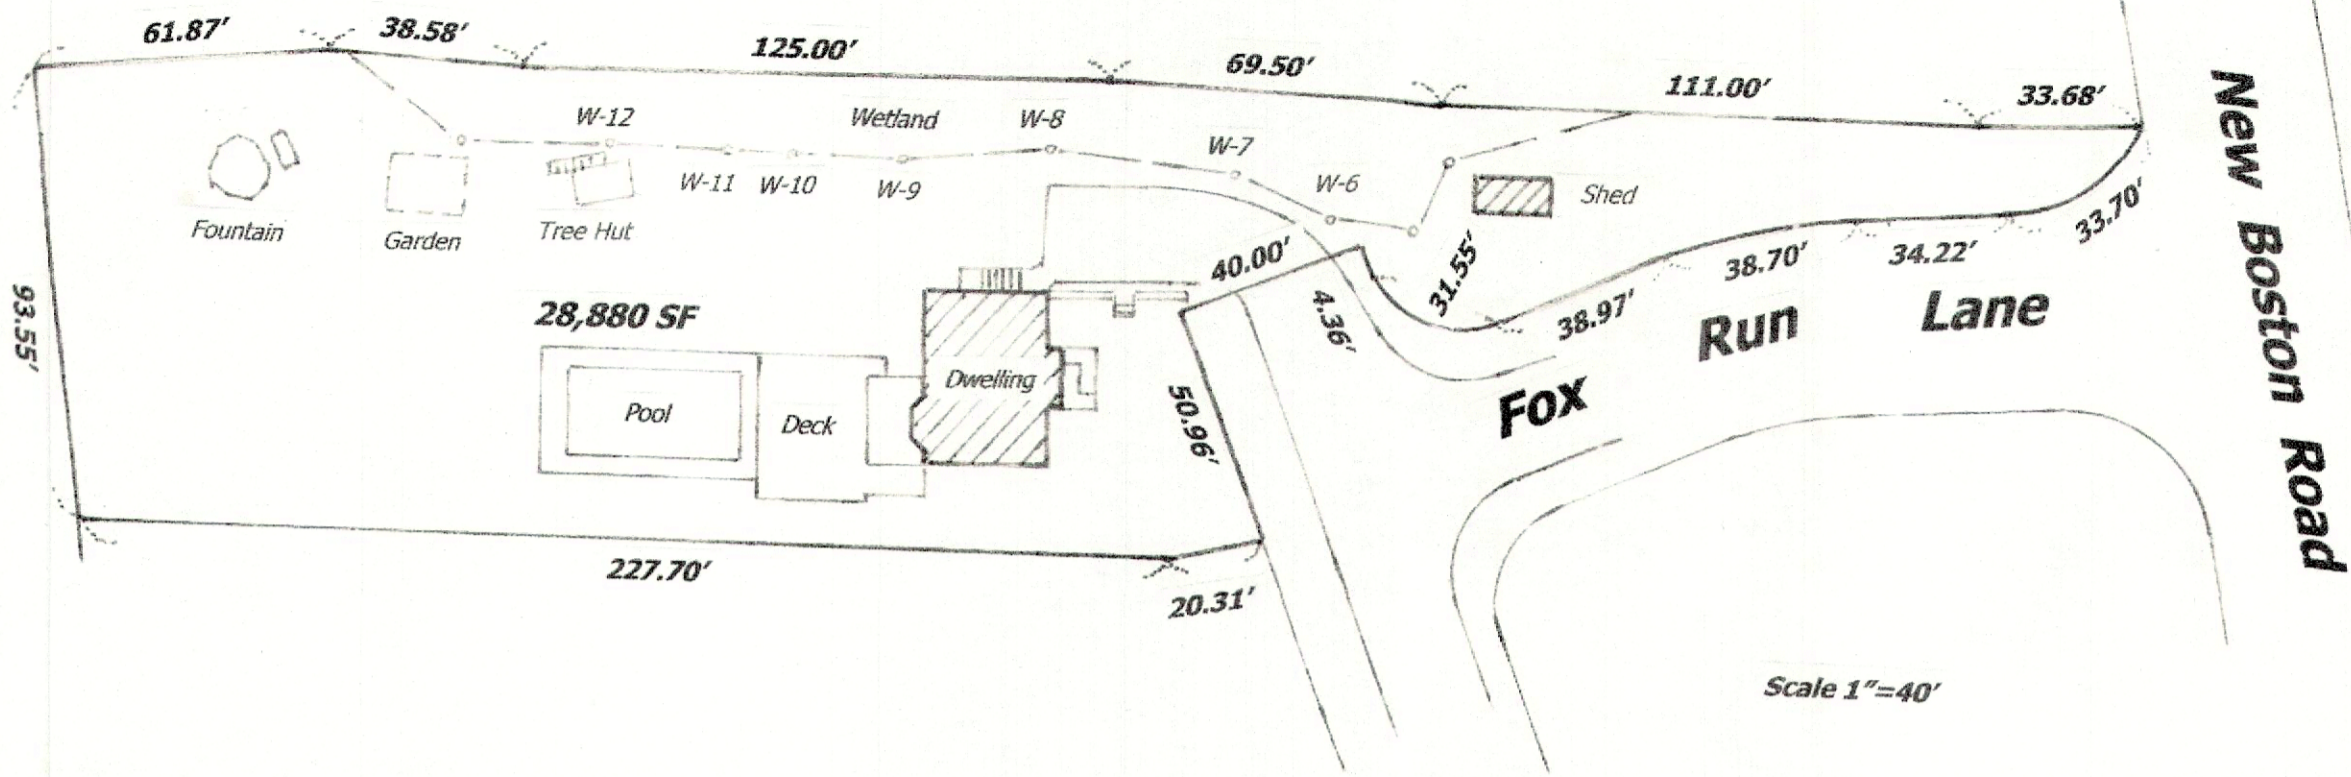 61.87'
38.58'
125.00'
69.50'
111.00'
33.68'
New Boston Road
W-12
Wetland
W-8
W-7
W-6
W-11
W-10
W-9
Shed
Fountain
Garden
Tree Hut
33.70'
40.00'
31.55'
38.70'
34.22'
4.36'
38.97'
Fox Run Lane
93.55'
28,880 SF
Dwelling
Pool
Deck
50.96'
227.70'
20.31'
Scale 1"=40'